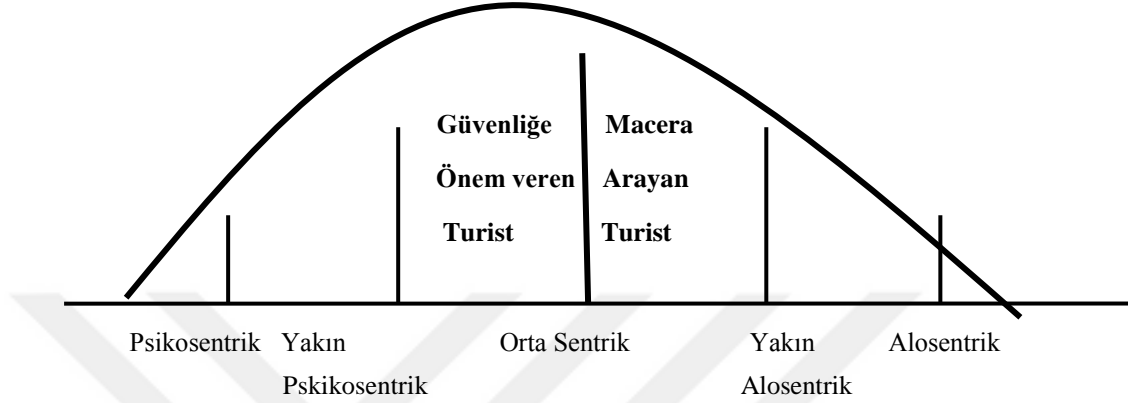 Güvenliğe Macera
Önem veren Arayan
Turist Turist
Psikosentrik Yakın Orta Sentrik Yakın Alosentrik
Pskikosentrik Alosentrik